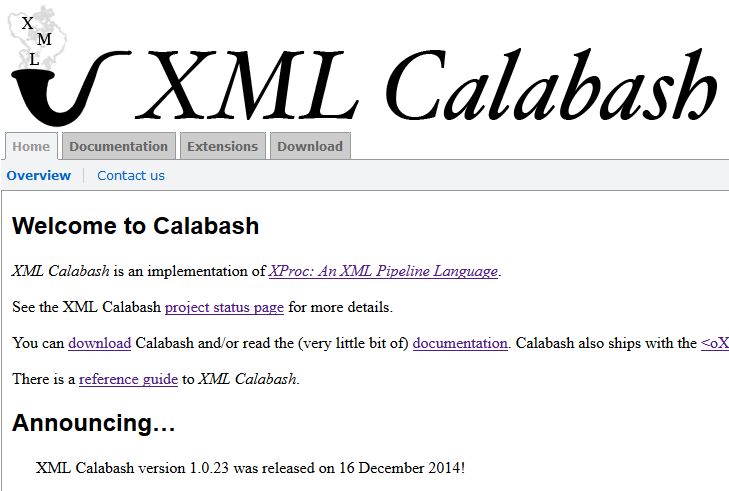 X
M
L
XML Calabash
Home Documentation Extensions Download
Overview Contact us
Welcome to Calabash
XML Calabash is an implementation of XProc: An XML Pipeline Language.
See the XML Calabash project status page for more details.
You can download Calabash and/or read the (very little bit of) documentation. Calabash also ships with the <oX
There is a reference guide to XML Calabash.
Announcing…
XML Calabash version 1.0.23 was released on 16 December 2014!